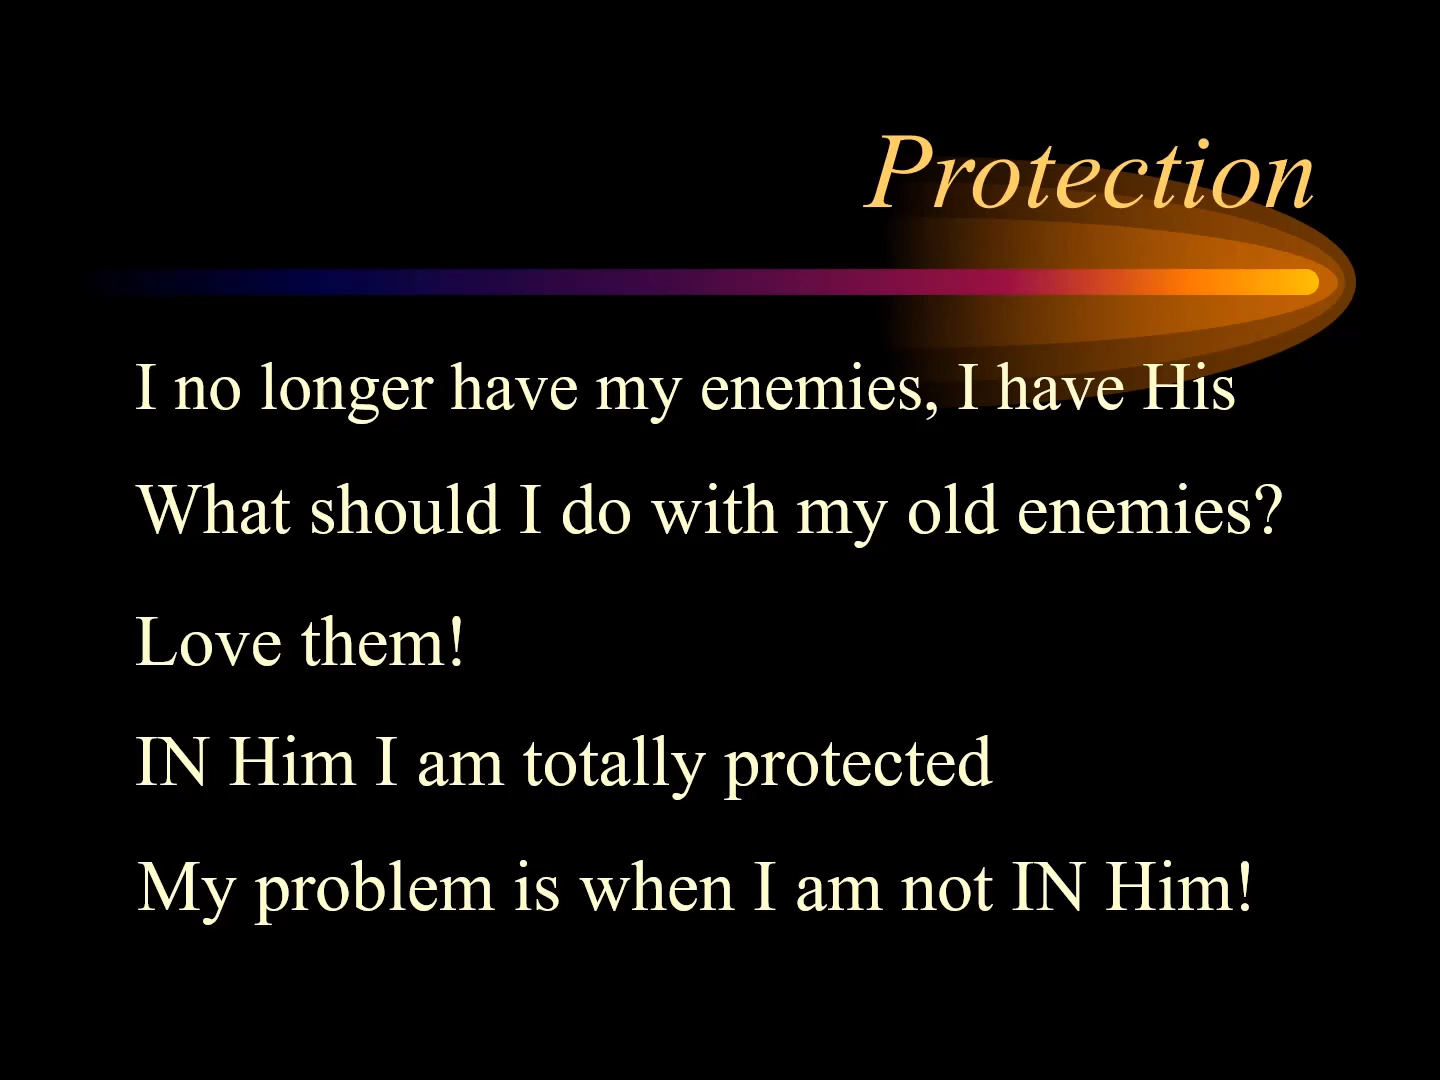 Protection
I no longer have my enemies, I have His
What should I do with my old enemies?
Love them!
IN Him I am totally protected
My problem is when I am not IN Him!